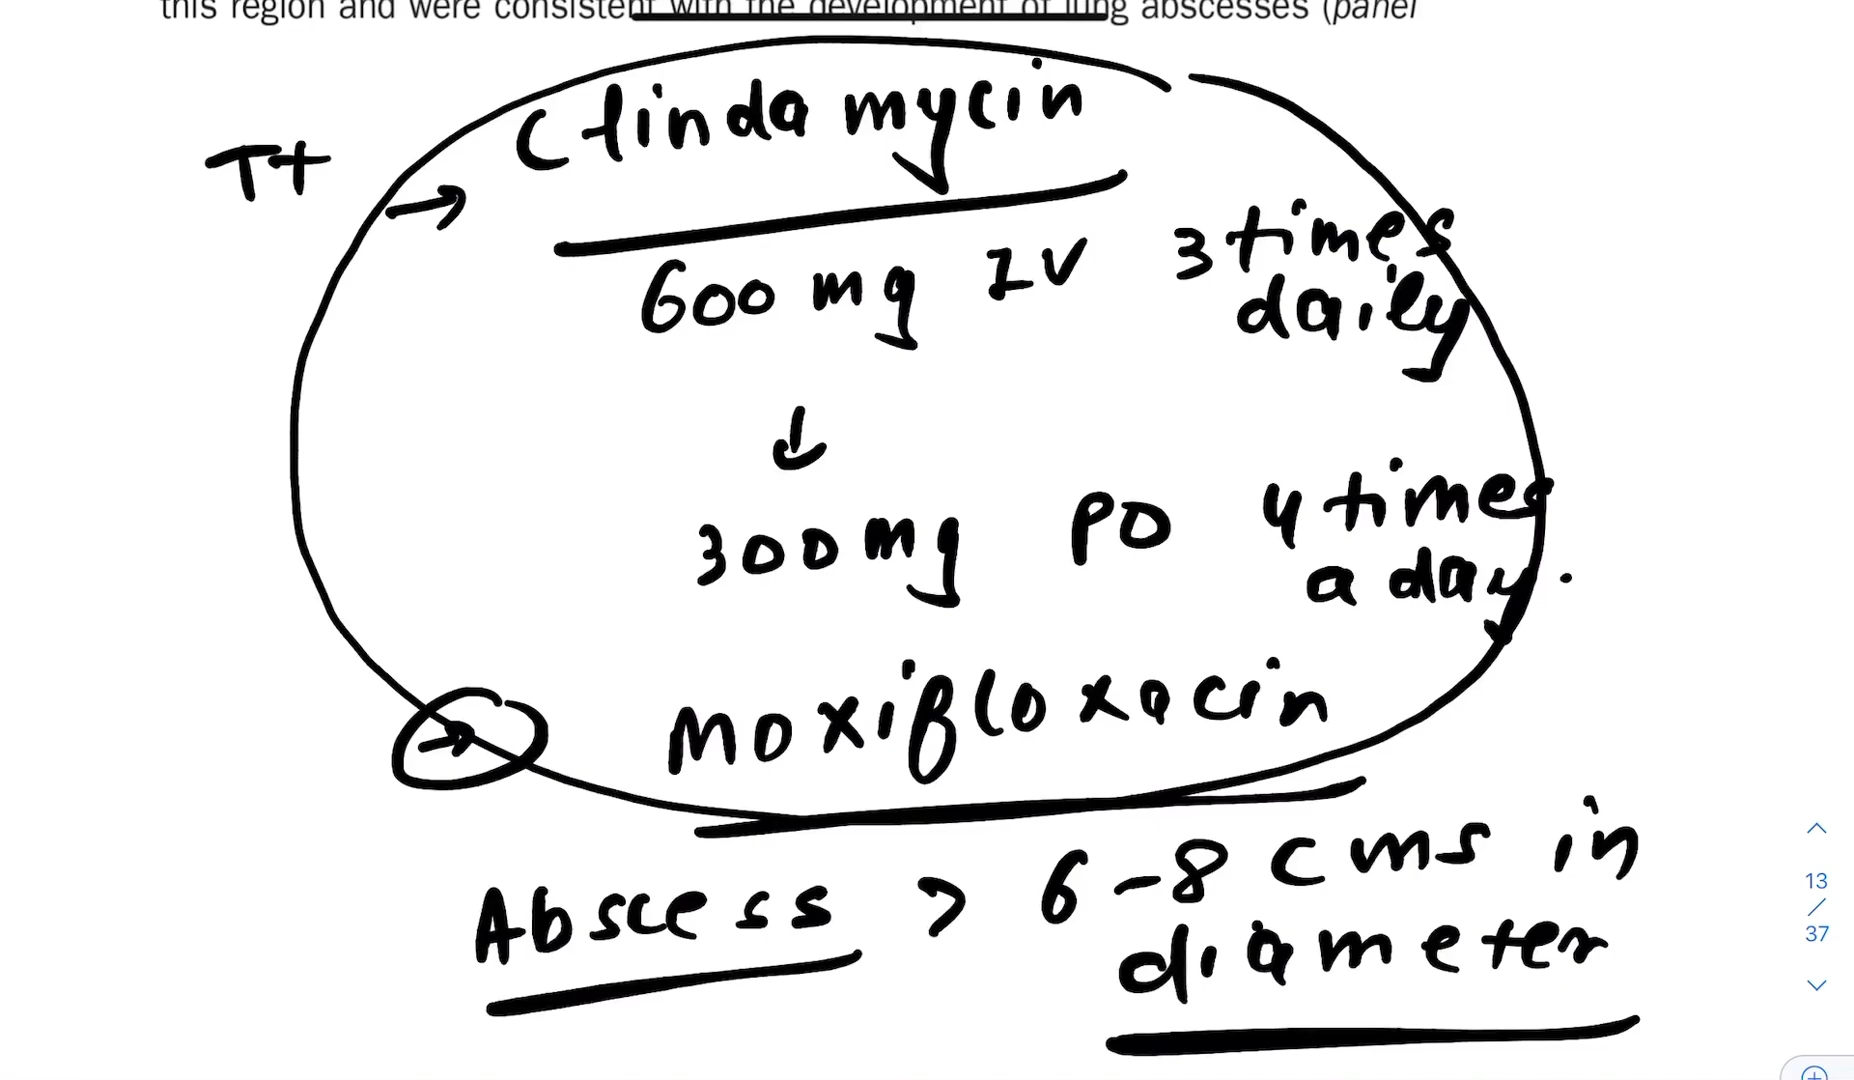 this region and were consistent with the development of lung abscesses (panel
Tt → Clindamycin
600 mg IV 3 times
daily
↓
300mg PO 4 times
a day.
→ Moxifloxacin
Abscess > 6-8 cms in
diameter
13
/
37